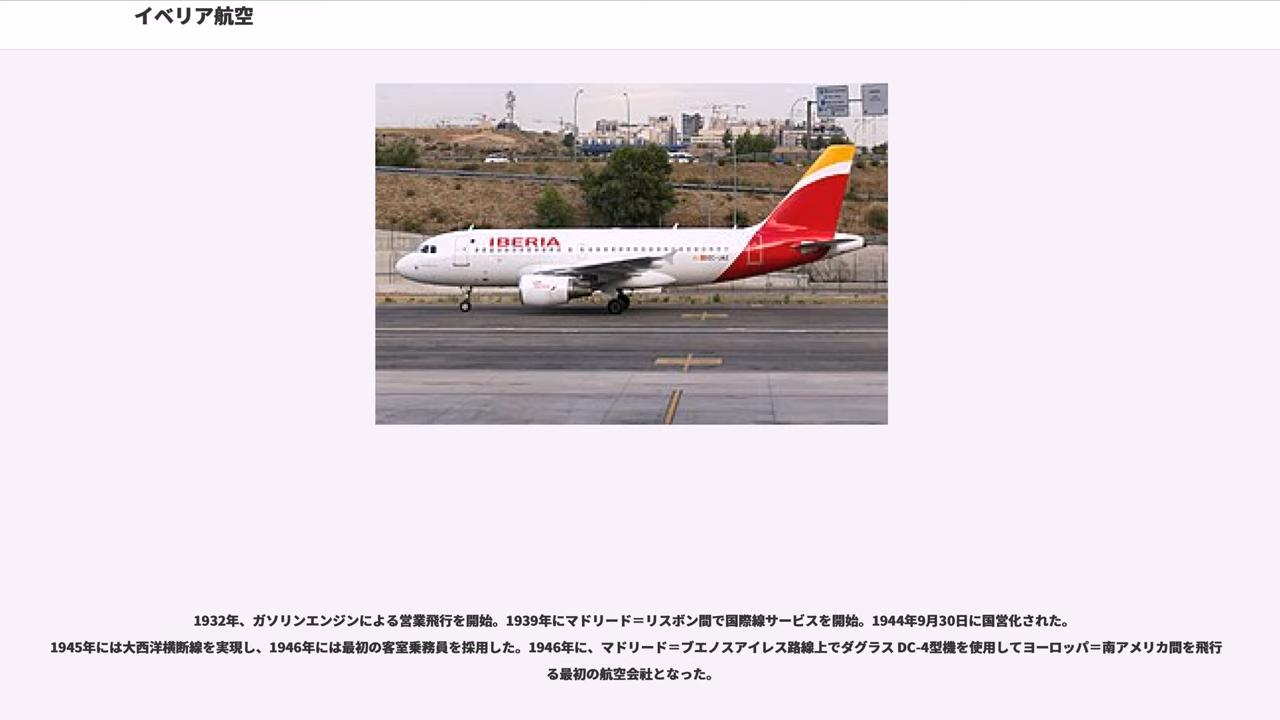 イベリア航空
IBERIA
1932年、ガソリンエンジンによる営業飛行を開始。1939年にマドリード＝リスボン間で国際線サービスを開始。1944年9月30日に国営化された。
1945年には大西洋横断線を実現し、1946年には最初の客室乗務員を採用した。1946年に、マドリード＝ブエノスアイレス路線上でダグラス DC-4型機を使用してヨーロッパ＝南アメリカ間を飛行
る最初の航空会社となった。